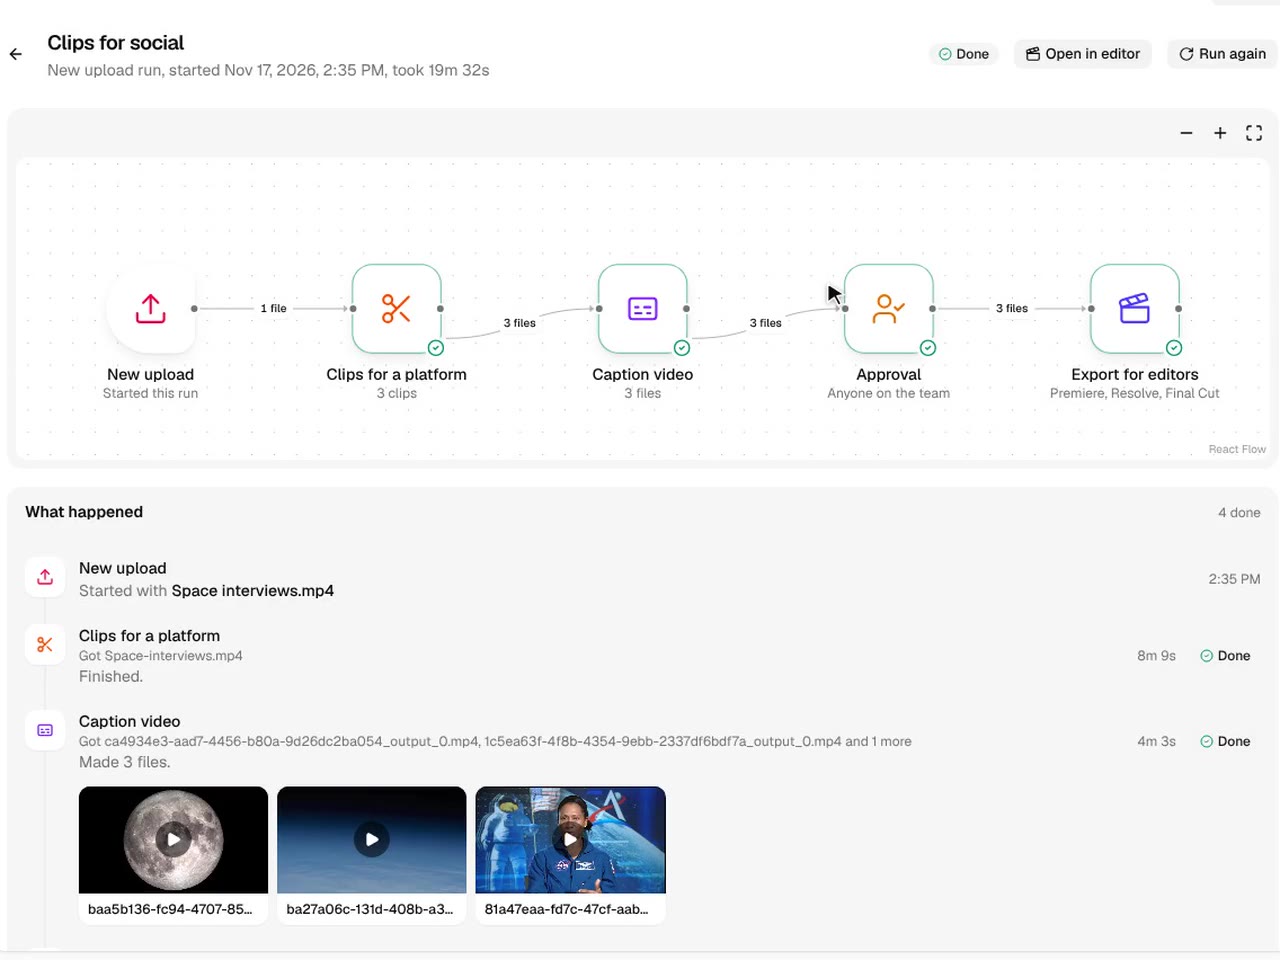 Clips for social
New upload run, started Nov 17, 2026, 2:35 PM, took 19m 32s
Done
Open in editor
Run again
1 file
3 files
3 files
3 files
New upload
Started this run
Clips for a platform
3 clips
Caption video
3 files
Approval
Anyone on the team
Export for editors
Premiere, Resolve, Final Cut
React Flow
What happened
4 done
New upload
Started with Space interviews.mp4
2:35 PM
Clips for a platform
Got Space-interviews.mp4
Finished.
8m 9s
Done
Caption video
Got ca4934e3-aad7-4456-b80a-9d26dc2ba054_output_0.mp4, 1c5ea63f-4f8b-4354-9ebb-2337df6bdf7a_output_0.mp4 and 1 more
Made 3 files.
4m 3s
Done
baa5b136-fc94-4707-85...
ba27a06c-131d-408b-a3...
81a47eaa-fd7c-47cf-aab...